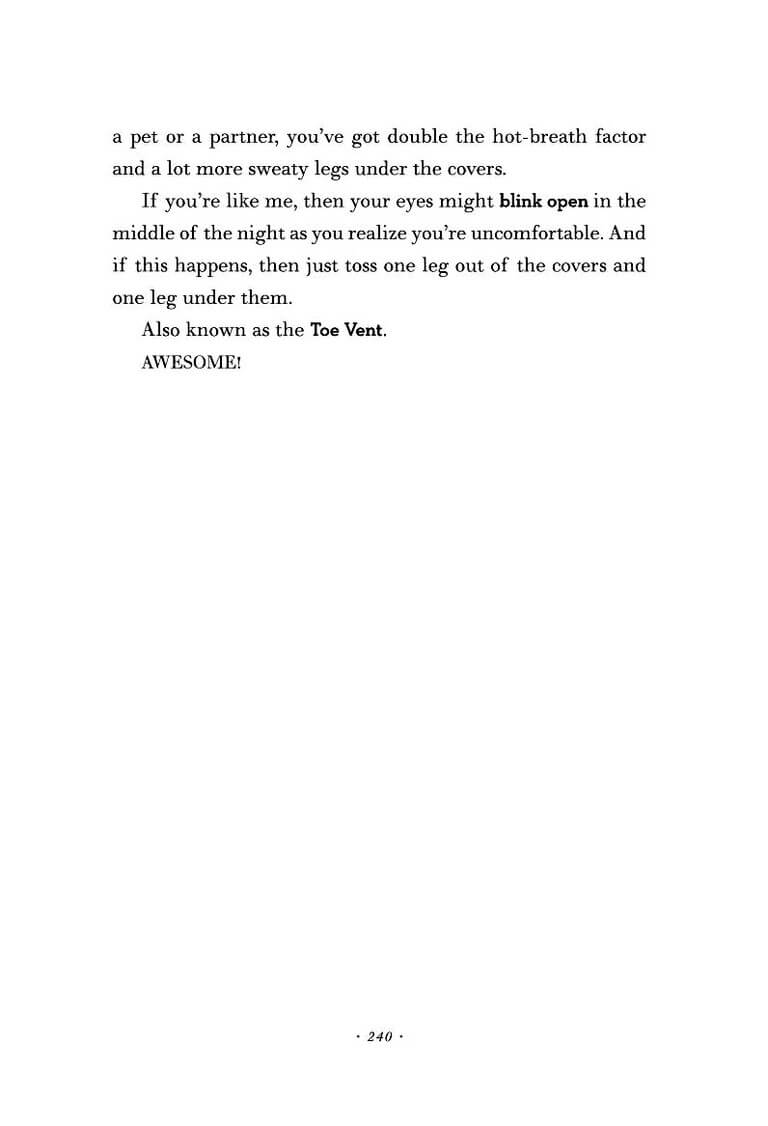 a pet or a partner, you’ve got double the hot-breath factor
and a lot more sweaty legs under the covers.
If you’re like me, then your eyes might blink open in the
middle of the night as you realize you’re uncomfortable. And
if this happens, then just toss one leg out of the covers and
one leg under them.
Also known as the Toe Vent.
AWESOME!
· 240 ·